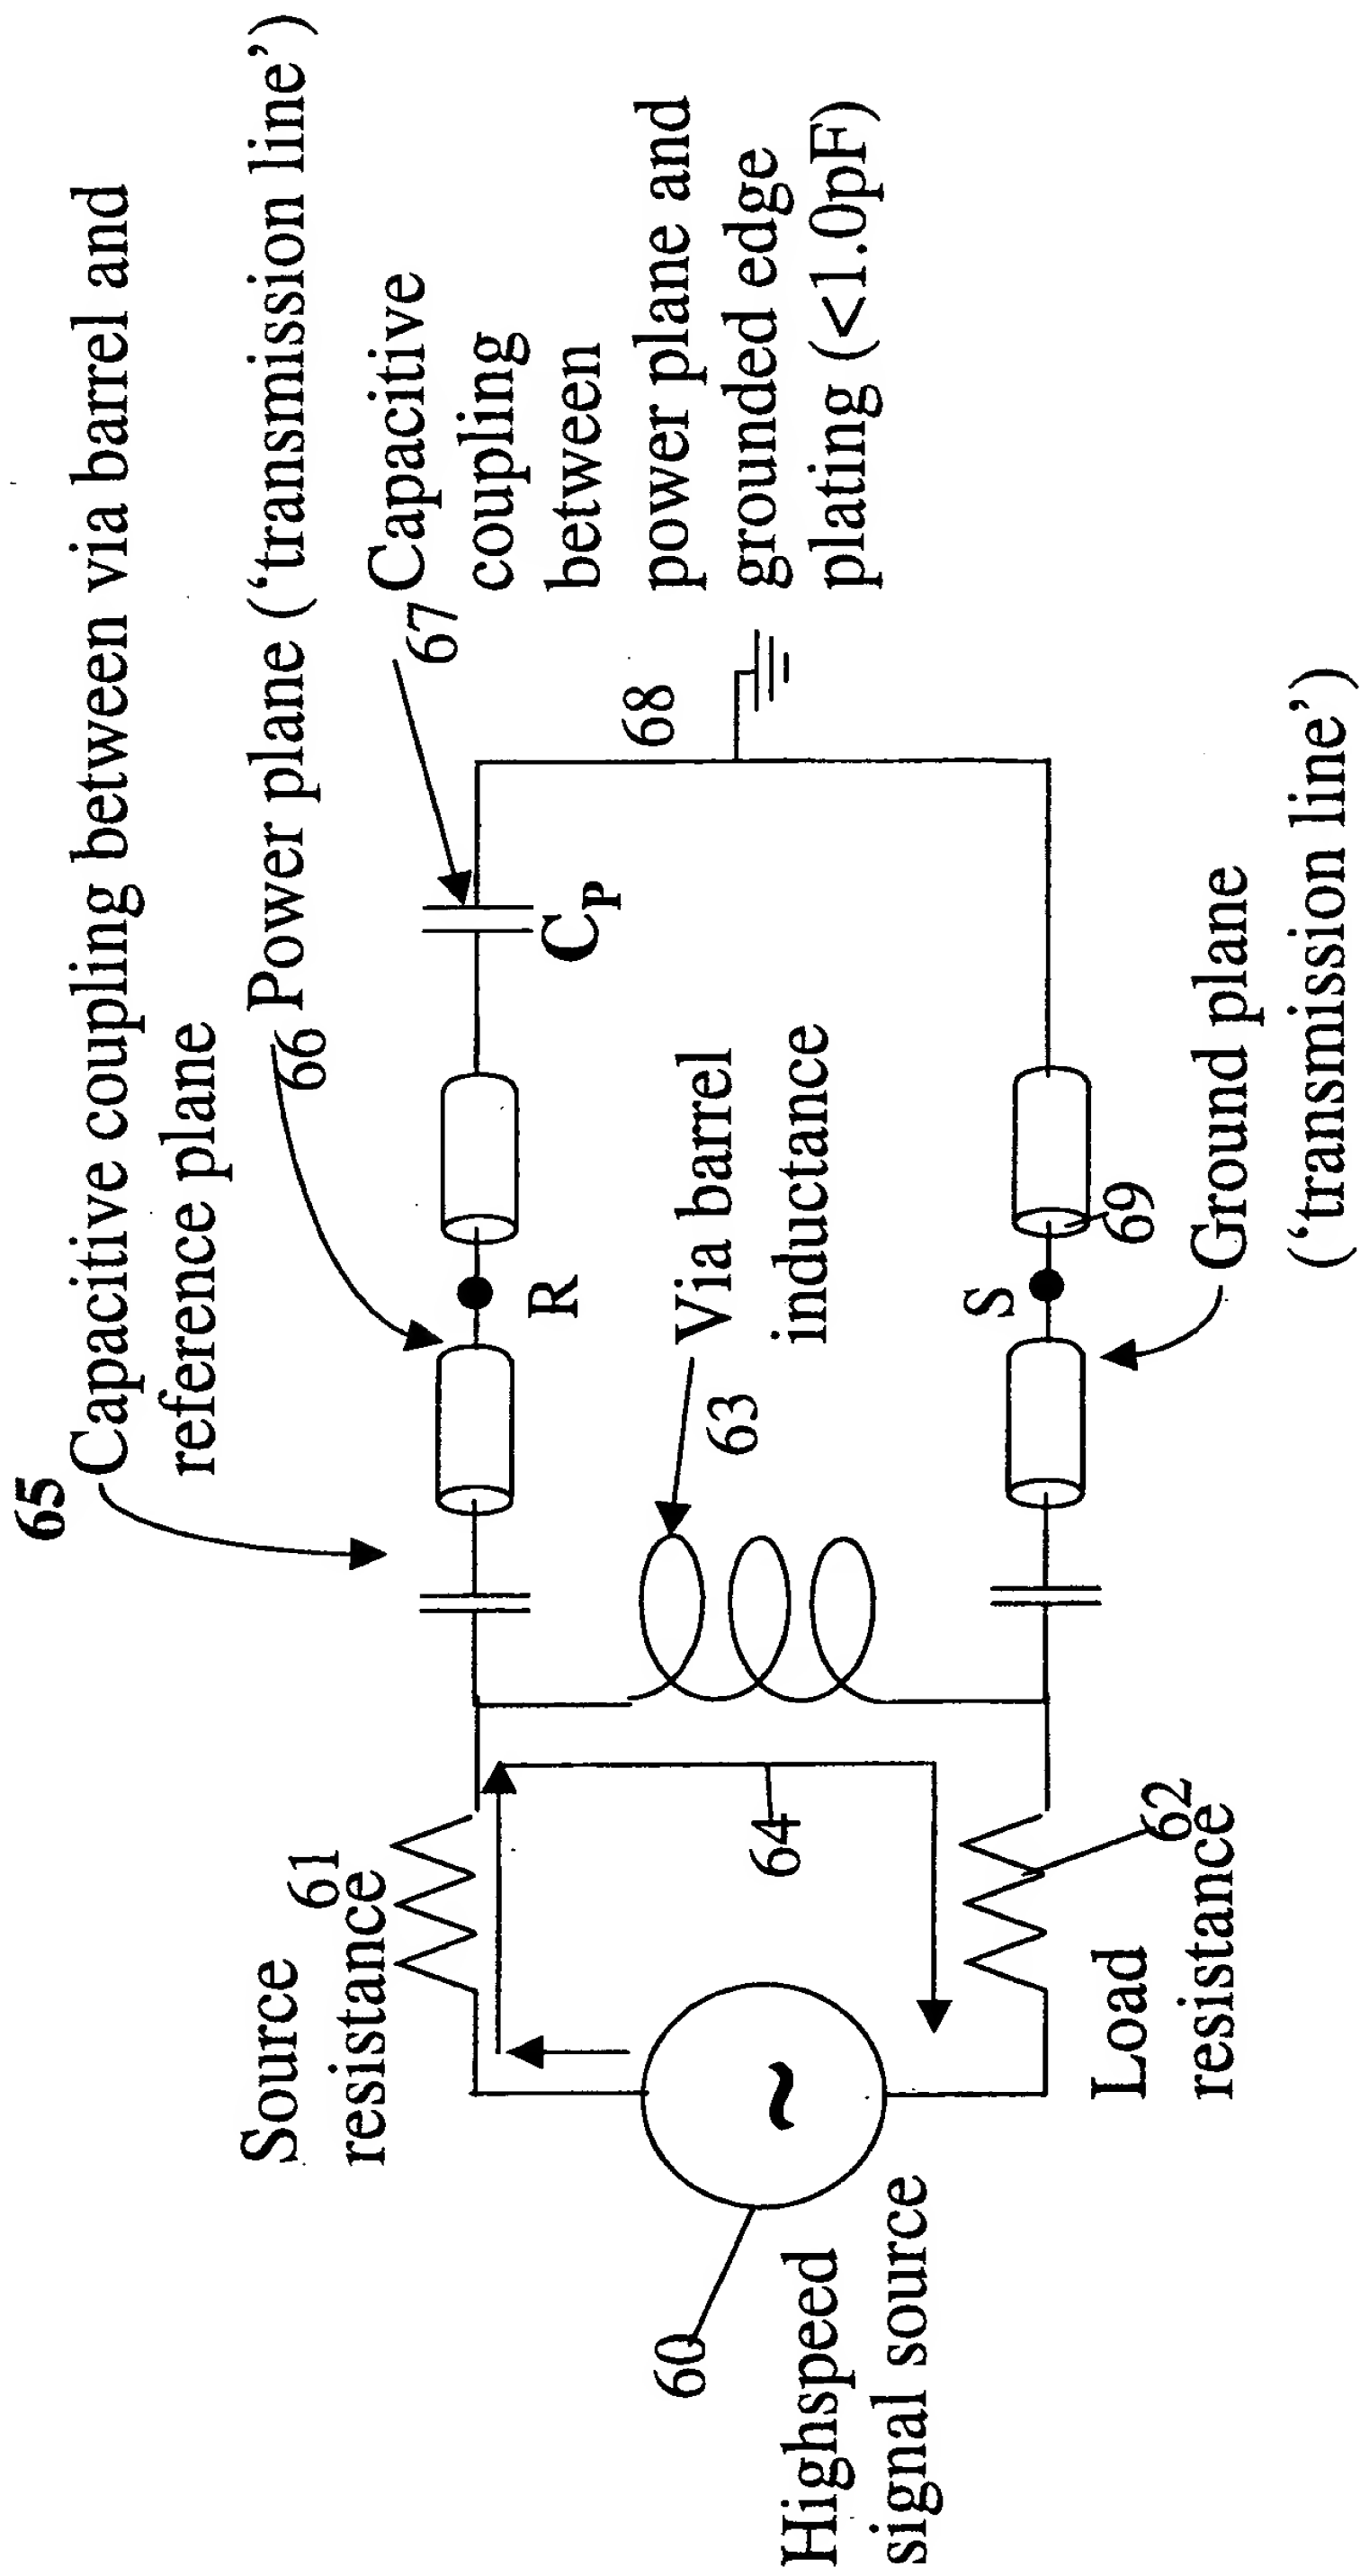 65
Capacitive coupling between via barrel and
reference plane
66
Power plane (‘transmission line’)
Source
resistance
61
67
Capacitive
coupling
between
power plane and
grounded edge
plating (<1.0pF)
R
CP
68
60
Highspeed
signal source
~
64
63
Via barrel
inductance
S
69
62
Load
resistance
Ground plane
(‘transmission line’)